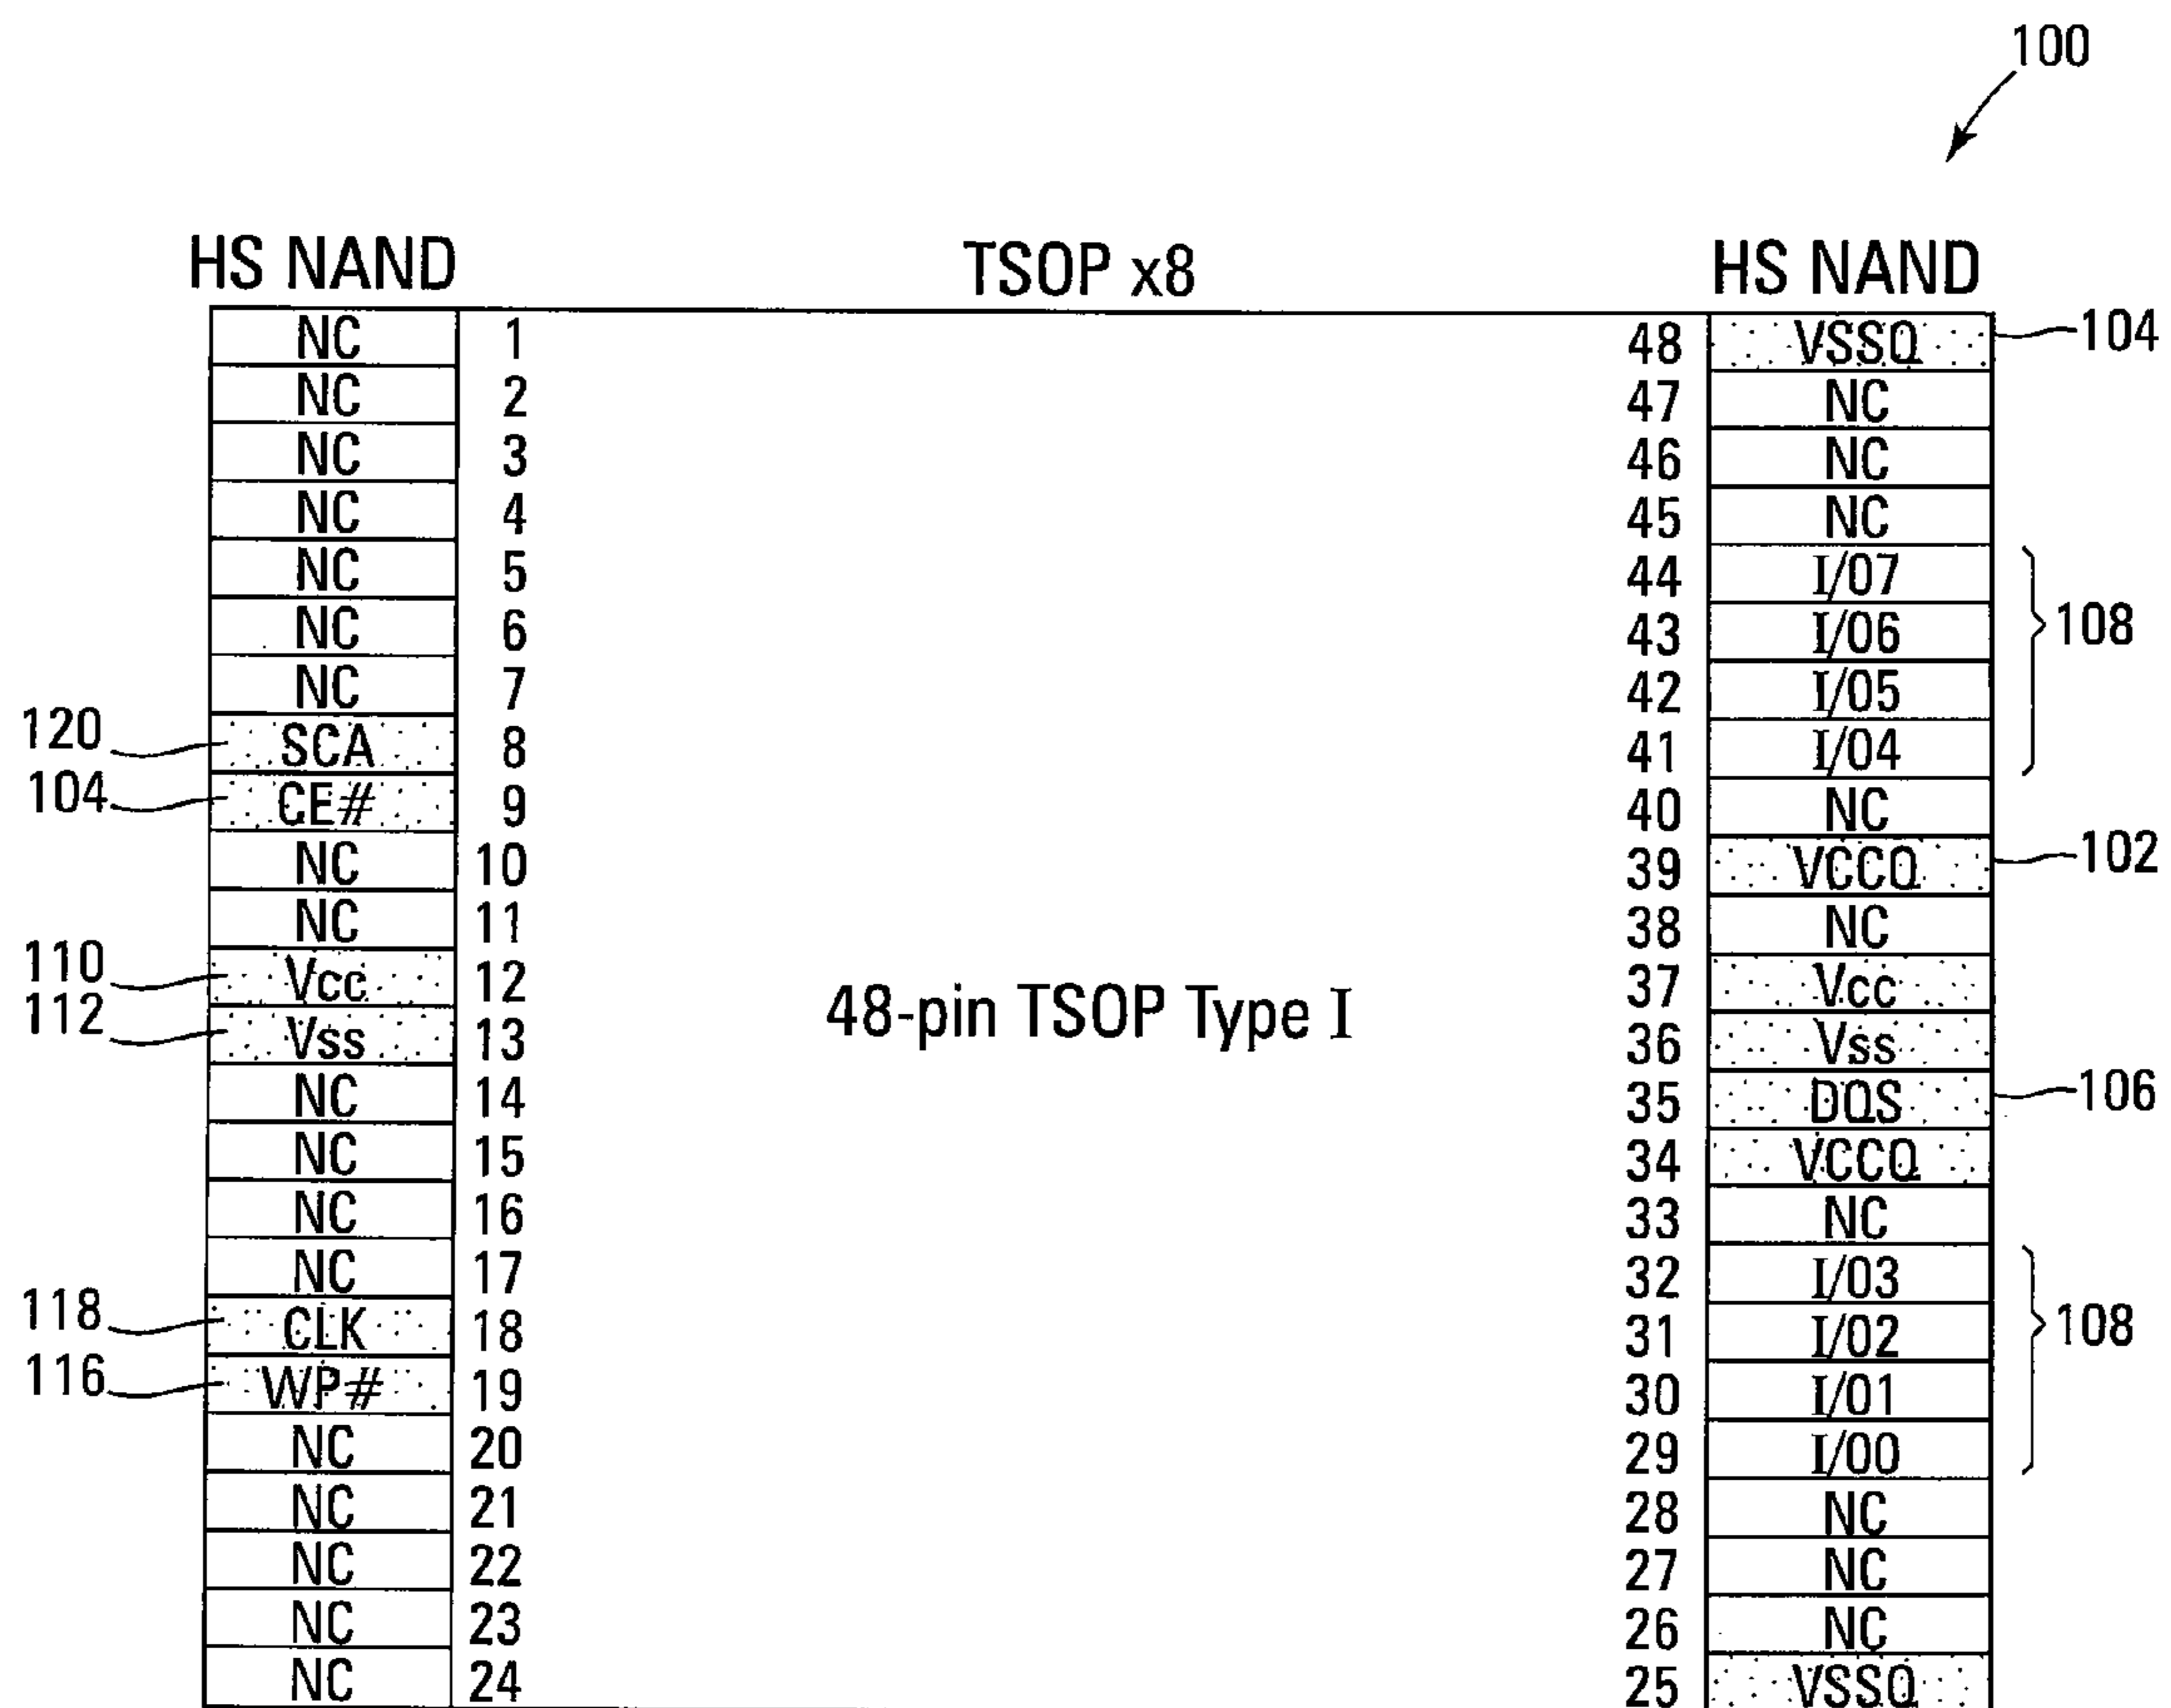 100
HS NAND TSOP x8 HS NAND
NC 1 48 VSSQ 104
NC 2 47 NC
NC 3 46 NC
NC 4 45 NC
NC 5 44 I/07
NC 6 43 I/06 108
NC 7 42 I/05
120 SCA 8 41 I/04
104 CE# 9 40 NC
NC 10 39 VCCQ 102
NC 11 38 NC
110 Vcc 12 37 Vcc
112 Vss 13 48-pin TSOP Type I 36 Vss
NC 14 35 DQS 106
NC 15 34 VCCQ
NC 16 33 NC
NC 17 32 I/03
118 CLK 18 31 I/02 108
116 WP# 19 30 I/01
NC 20 29 I/00
NC 21 28 NC
NC 22 27 NC
NC 23 26 NC
NC 24 25 VSSQ